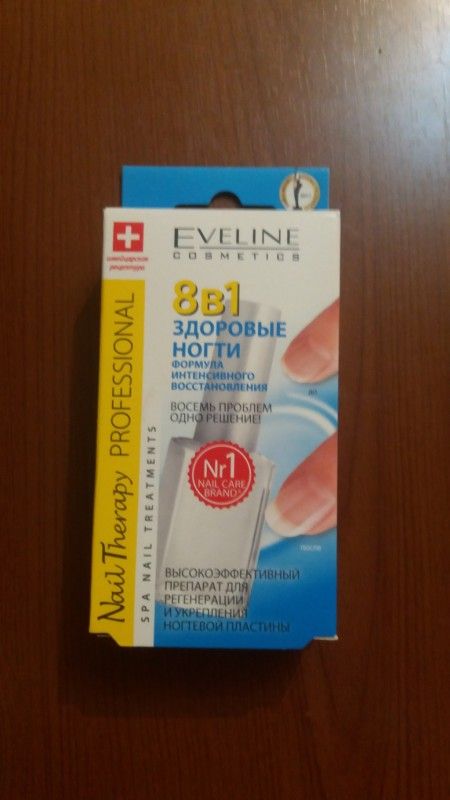 EVELINE
COSMETICS
швейцарская
рецептура
8в1
ЗДОРОВЫЕ
НОГТИ
ФОРМУЛА
ИНТЕНСИВНОГО
ВОССТАНОВЛЕНИЯ
ВОСЕМЬ ПРОБЛЕМ
ОДНО РЕШЕНИЕ!
до
Nr1
NAIL CARE
BRAND
после
ВЫСОКОЭФФЕКТИВНЫЙ
ПРЕПАРАТ ДЛЯ
РЕГЕНЕРАЦИИ
И УКРЕПЛЕНИЯ
НОГТЕВОЙ ПЛАСТИНЫ
Nail Therapy PROFESSIONAL
SPA NAIL TREATMENTS